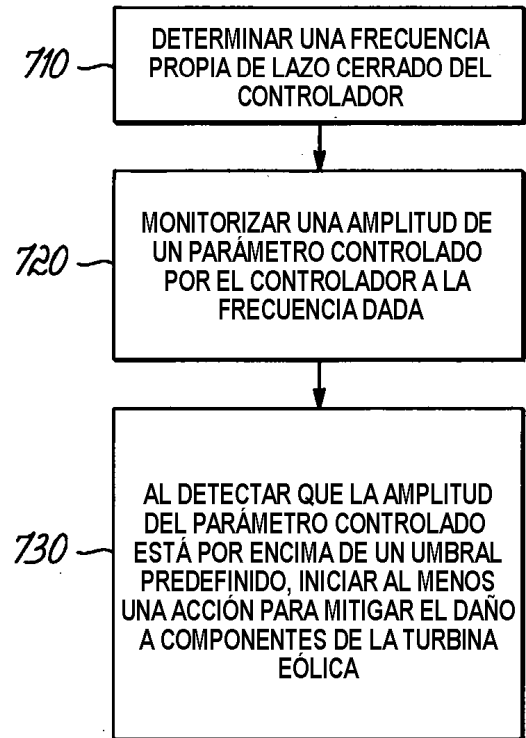 710
DETERMINAR UNA FRECUENCIA
PROPIA DE LAZO CERRADO DEL
CONTROLADOR
720
MONITORIZAR UNA AMPLITUD DE
UN PARÁMETRO CONTROLADO
POR EL CONTROLADOR A LA
FRECUENCIA DADA
730
AL DETECTAR QUE LA AMPLITUD
DEL PARÁMETRO CONTROLADO
ESTÁ POR ENCIMA DE UN UMBRAL
PREDEFINIDO, INICIAR AL MENOS
UNA ACCIÓN PARA MITIGAR EL DAÑO
A COMPONENTES DE LA TURBINA
EÓLICA